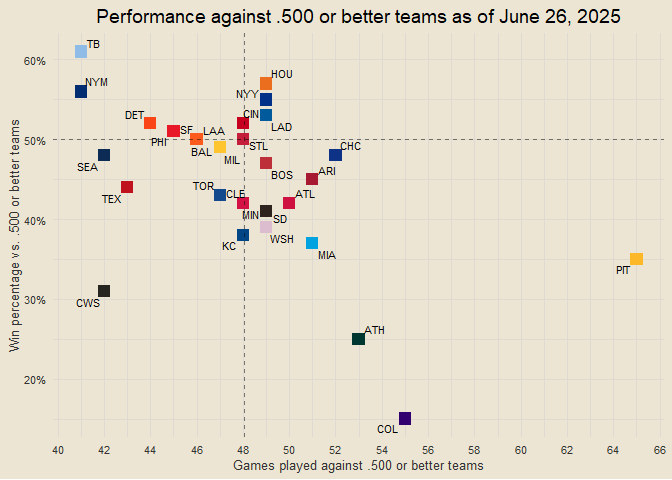 Performance against .500 or better teams as of June 26, 2025
Win percentage vs. .500 or better teams
60%
50%
40%
30%
20%
TB
NYM
HOU
NYY
DET
CIN
LAD
PHI
SF
LAA
BAL
MIL
STL
CHC
SEA
BOS
ARI
TEX
TOR
CLE
ATL
MIN
SD
KC
WSH
MIA
PIT
CWS
ATH
COL
40 42 44 46 48 50 52 54 56 58 60 62 64 66
Games played against .500 or better teams